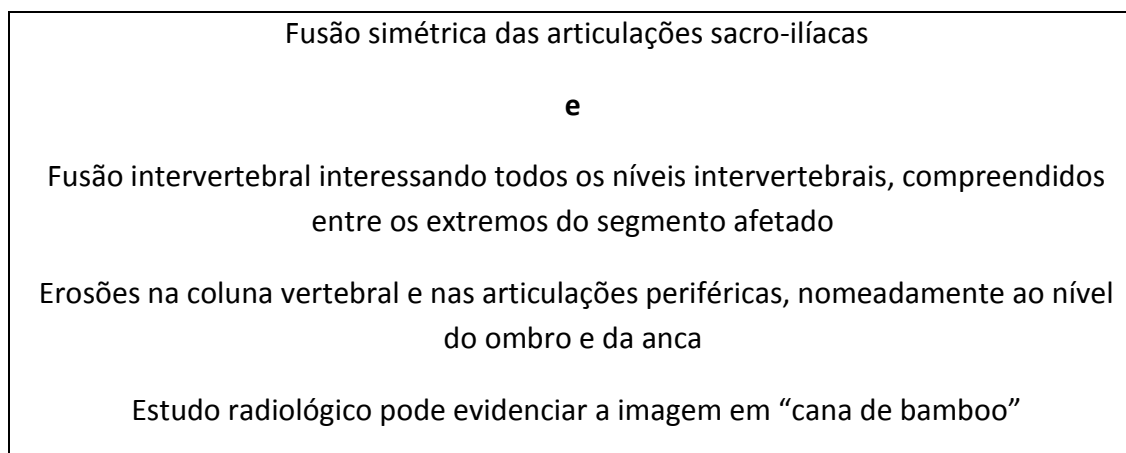 Fusão simétrica das articulações sacro-ilíacas
e
Fusão intervertebral interessando todos os níveis intervertebrais, compreendidos
entre os extremos do segmento afetado
Erosões na coluna vertebral e nas articulações periféricas, nomeadamente ao nível
do ombro e da anca
Estudo radiológico pode evidenciar a imagem em “cana de bamboo”